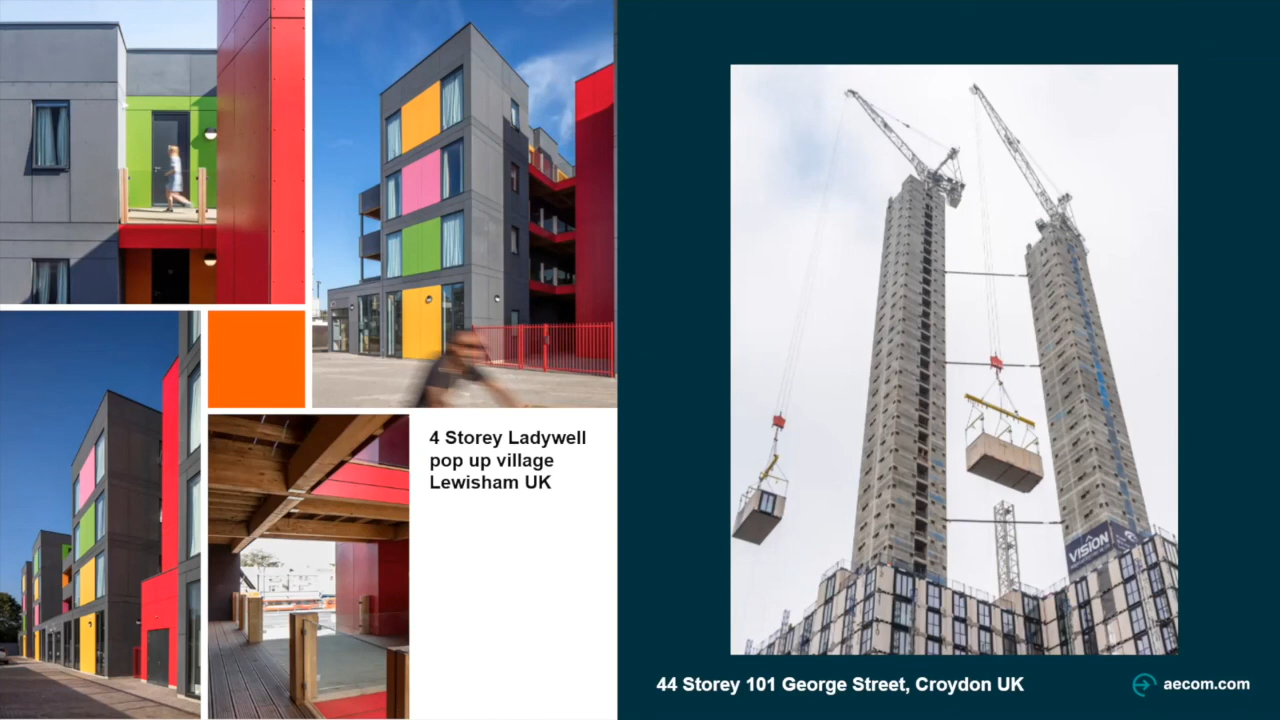 4 Storey Ladywell
pop up village
Lewisham UK
VISION
44 Storey 101 George Street, Croydon UK
aecom.com